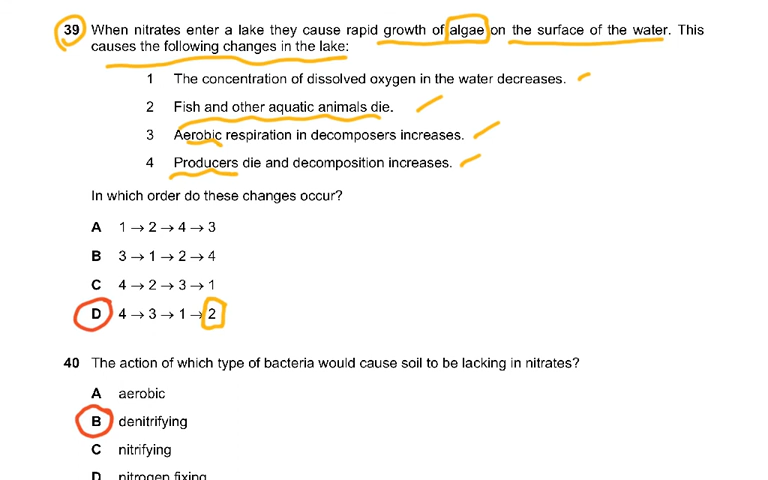 39 When nitrates enter a lake they cause rapid growth of algae on the surface of the water. This
causes the following changes in the lake:
1 The concentration of dissolved oxygen in the water decreases.
2 Fish and other aquatic animals die.
3 Aerobic respiration in decomposers increases.
4 Producers die and decomposition increases.
In which order do these changes occur?
A 1 → 2 → 4 → 3
B 3 → 1 → 2 → 4
C 4 → 2 → 3 → 1
D 4 → 3 → 1 → 2
40 The action of which type of bacteria would cause soil to be lacking in nitrates?
A aerobic
B denitrifying
C nitrifying
D nitrogen fixing